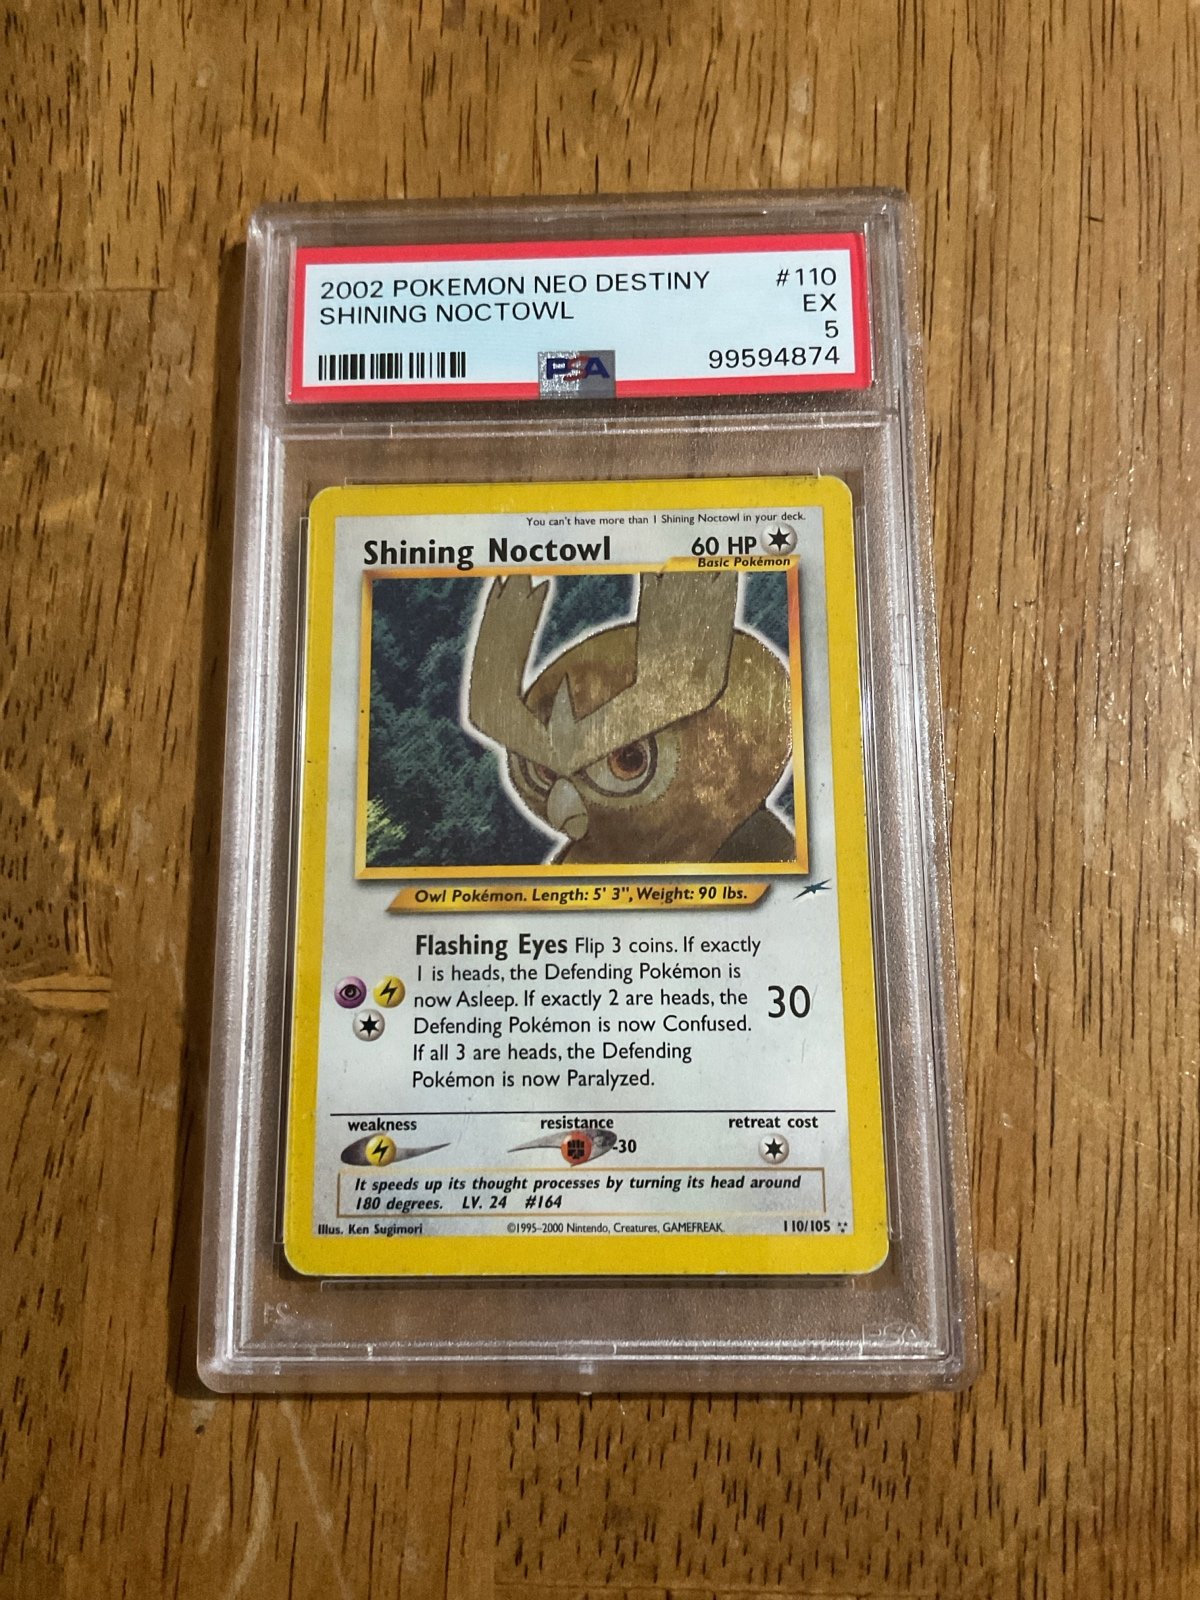 2002 POKEMON NEO DESTINY #110
SHINING NOCTOWL EX
5
99594874
PSA
You can't have more than 1 Shining Noctowl in your deck.
Shining Noctowl 60 HP
Basic Pokémon
Owl Pokémon. Length: 5' 3", Weight: 90 lbs.
Flashing Eyes Flip 3 coins. If exactly
1 is heads, the Defending Pokémon is
now Asleep. If exactly 2 are heads, the 30
Defending Pokémon is now Confused.
If all 3 are heads, the Defending
Pokémon is now Paralyzed.
weakness resistance retreat cost
-30
It speeds up its thought processes by turning its head around
180 degrees. LV. 24 #164
Illus. Ken Sugimori ©1995-2000 Nintendo, Creatures, GAMEFREAK. 110/105
PSA